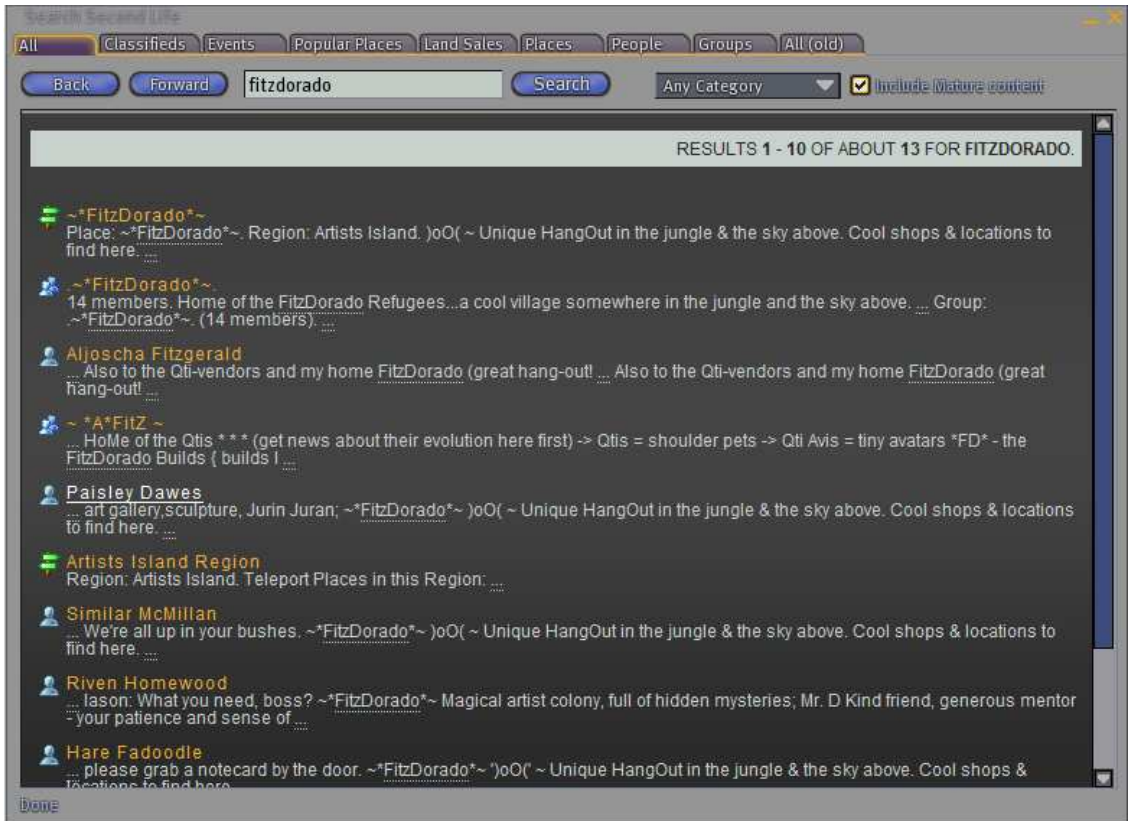 Search Second Life
All Classifieds Events Popular Places Land Sales Places People Groups All (old)
Back Forward fitzdorado Search Any Category Include Mature content
RESULTS 1 - 10 OF ABOUT 13 FOR FITZDORADO.
~*FitzDorado*~
Place: ~*FitzDorado*~. Region: Artists Island. )oO( ~ Unique HangOut in the jungle & the sky above. Cool shops & locations to
find here. ...
.~*FitzDorado*~.
14 members. Home of the FitzDorado Refugees...a cool village somewhere in the jungle and the sky above. ... Group:
.~*FitzDorado*~. (14 members). ...
Aljoscha Fitzgerald
... Also to the Qti-vendors and my home FitzDorado (great hang-out! ... Also to the Qti-vendors and my home FitzDorado (great
hang-out! ...
~ *A*FitZ ~
... HoMe of the Qtis * * * (get news about their evolution here first) -> Qtis = shoulder pets -> Qti Avis = tiny avatars *FD* - the
FitzDorado Builds { builds I ...
Paisley Dawes
... art gallery,sculpture, Jurin Juran; ~*FitzDorado*~ )oO( ~ Unique HangOut in the jungle & the sky above. Cool shops & locations
to find here. ...
Artists Island Region
Region: Artists Island. Teleport Places in this Region: ...
Similar McMillan
... We're all up in your bushes. ~*FitzDorado*~ )oO( ~ Unique HangOut in the jungle & the sky above. Cool shops & locations to
find here. ...
Riven Homewood
... Iason: What you need, boss? ~*FitzDorado*~ Magical artist colony, full of hidden mysteries; Mr. D Kind friend, generous mentor
- your patience and sense of ...
Hare Fadoodle
... please grab a notecard by the door. ~*FitzDorado*~ ')oO(' ~ Unique HangOut in the jungle & the sky above. Cool shops &
locations to find here.
Done